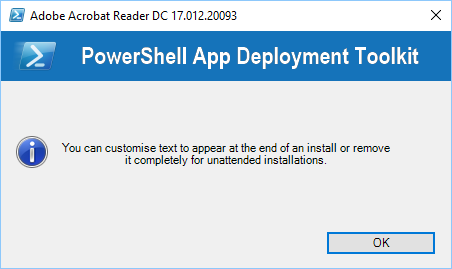 Adobe Acrobat Reader DC 17.012.20093
PowerShell App Deployment Toolkit
You can customise text to appear at the end of an install or remove
it completely for unattended installations.
OK